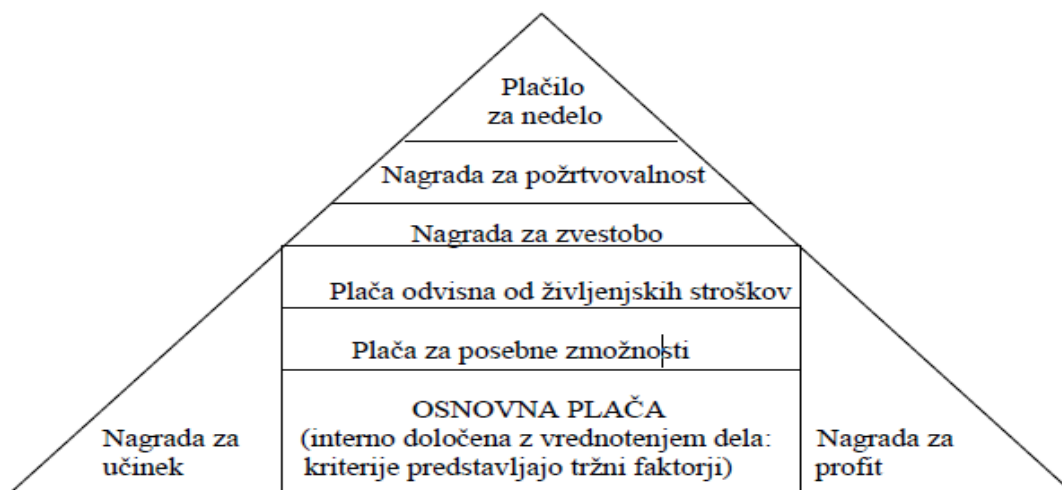 Plačilo
za nedelo
Nagrada za požrtvovalnost
Nagrada za zvestobo
Plača odvisna od življenjskih stroškov
Plača za posebne zmožnosti
OSNOVNA PLAČA
(interno določena z vrednotenjem dela:
kriterije predstavljajo tržni faktorji)
Nagrada za
učinek
Nagrada za
profit